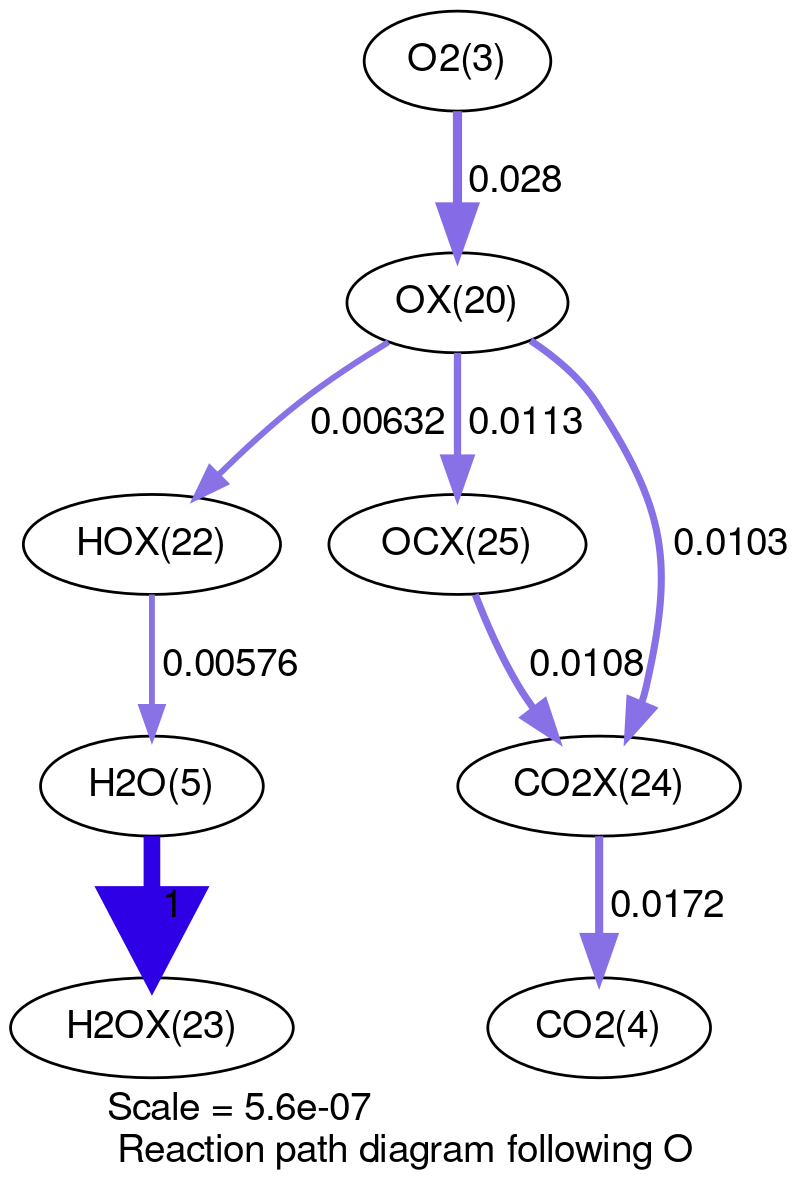 O2(3)
0.028
OX(20)
0.00632
0.0113
HOX(22)
OCX(25)
0.0103
0.00576
0.0108
H2O(5)
CO2X(24)
1
0.0172
H2OX(23)
CO2(4)
Scale = 5.6e-07
Reaction path diagram following O